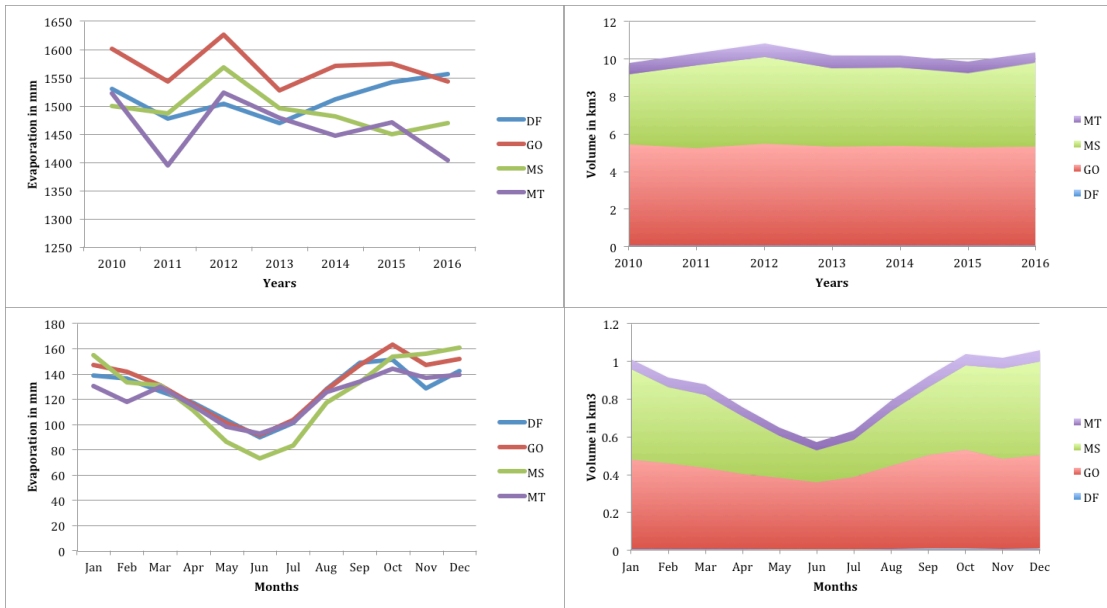 1650
1600
1550
1500
1450
1400
1350
1300
1250
Evaporation in mm
2010 2011 2012 2013 2014 2015 2016
Years
DF
GO
MS
MT
12
10
8
6
4
2
0
Volume in km3
2010 2011 2012 2013 2014 2015 2016
Years
MT
MS
GO
DF
180
160
140
120
100
80
60
40
20
0
Evaporation in mm
Jan Feb Mar Apr May Jun Jul Aug Sep Oct Nov Dec
Months
DF
GO
MS
MT
1.2
1
0.8
0.6
0.4
0.2
0
Volume in km3
Jan Feb Mar Apr May Jun Jul Aug Sep Oct Nov Dec
Months
MT
MS
GO
DF